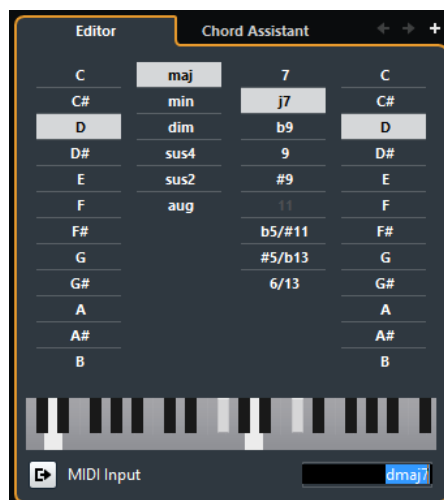 Editor Chord Assistant
C maj 7 C
C# min j7 C#
D dim b9 D
D# sus4 9 D#
E sus2 #9 E
F aug 11 F
F# b5/#11 F#
G #5/b13 G
G# 6/13 G#
A A
A# A#
B B
MIDI Input dmaj7